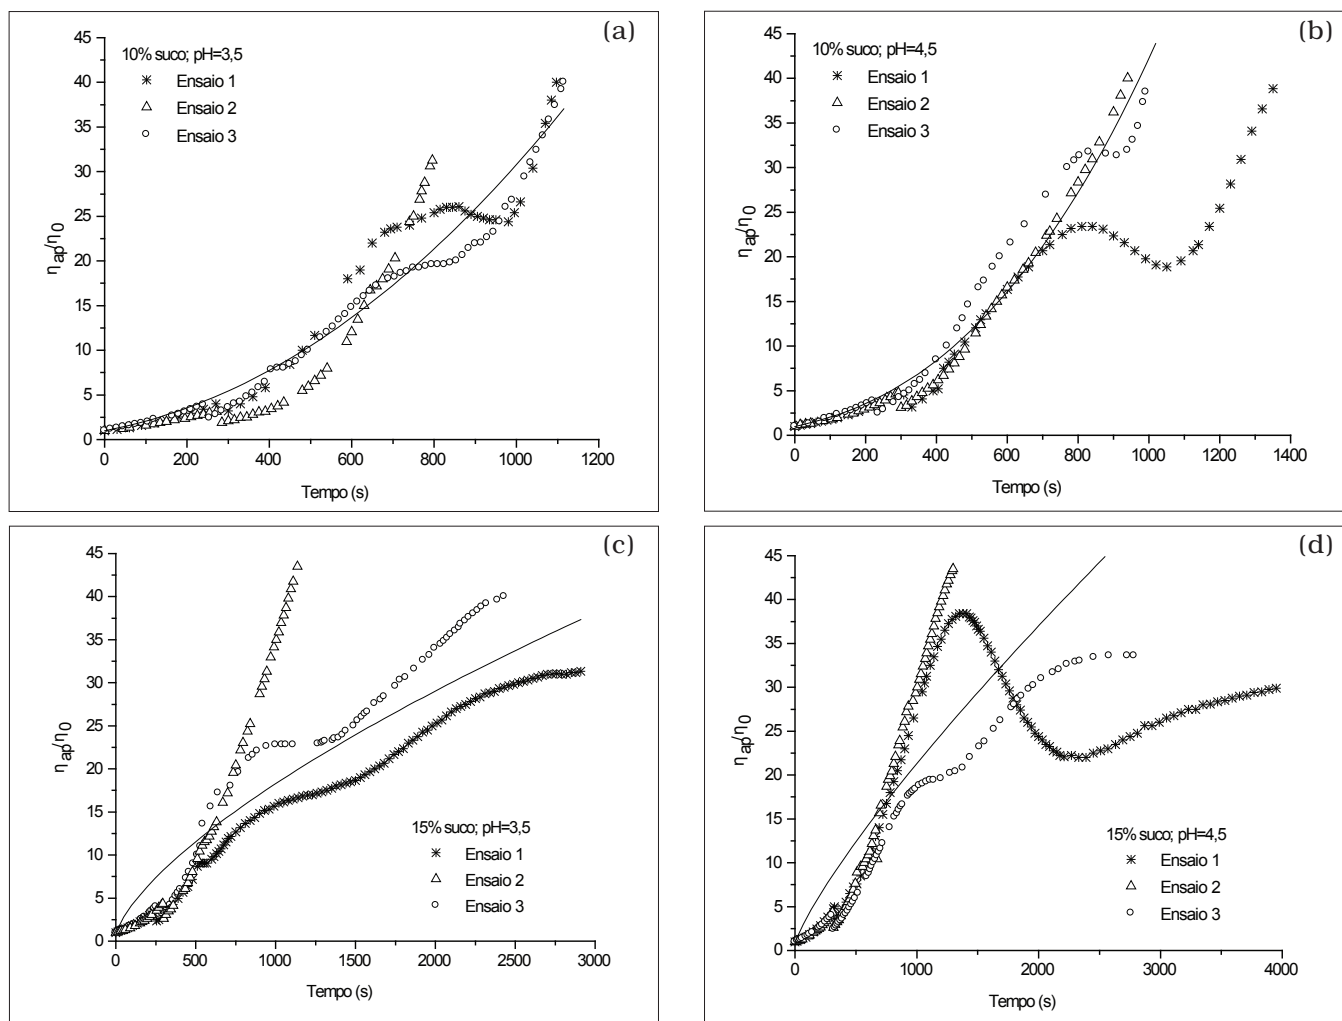 (a)
10% suco; pH=3,5
Ensaio 1
Ensaio 2
Ensaio 3
45
40
35
30
25
20
15
10
5
0
ηap/η0
0 200 400 600 800 1000 1200
Tempo (s)
(b)
10% suco; pH=4,5
Ensaio 1
Ensaio 2
Ensaio 3
45
40
35
30
25
20
15
10
5
0
ηap/η0
0 200 400 600 800 1000 1200 1400
Tempo (s)
(c)
45
40
35
30
25
20
15
10
5
0
ηap/η0
15% suco; pH=3,5
Ensaio 1
Ensaio 2
Ensaio 3
0 500 1000 1500 2000 2500 3000
Tempo (s)
(d)
45
40
35
30
25
20
15
10
5
0
ηap/η0
15% suco; pH=4,5
Ensaio 1
Ensaio 2
Ensaio 3
0 1000 2000 3000 4000
Tempo (s)